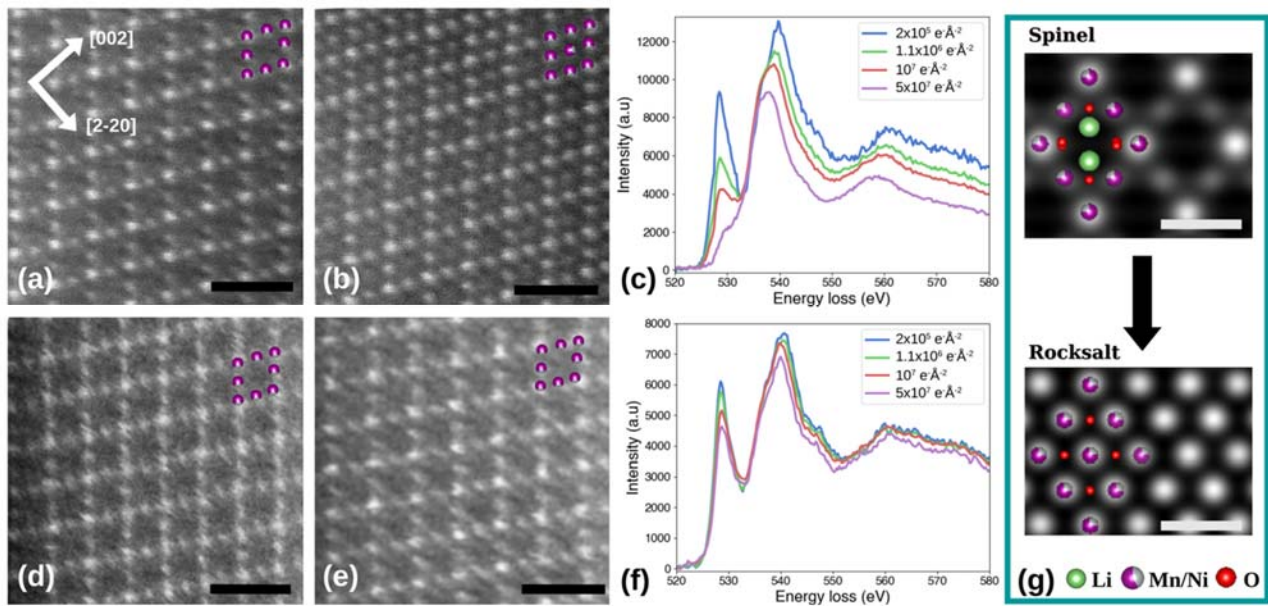 [002]
[2-20]
(a)
(b)
2x10⁵ e⁻Å⁻²
1.1x10⁶ e⁻Å⁻²
10⁷ e⁻Å⁻²
5x10⁷ e⁻Å⁻²
12000
10000
8000
6000
4000
2000
0
Intensity (a.u)
520 530 540 550 560 570 580
Energy loss (eV)
(c)
(d)
(e)
2x10⁵ e⁻Å⁻²
1.1x10⁶ e⁻Å⁻²
10⁷ e⁻Å⁻²
5x10⁷ e⁻Å⁻²
8000
7000
6000
5000
4000
3000
2000
1000
0
Intensity (a.u)
520 530 540 550 560 570 580
Energy loss (eV)
(f)
Spinel
Rocksalt
(g) Li Mn/Ni O